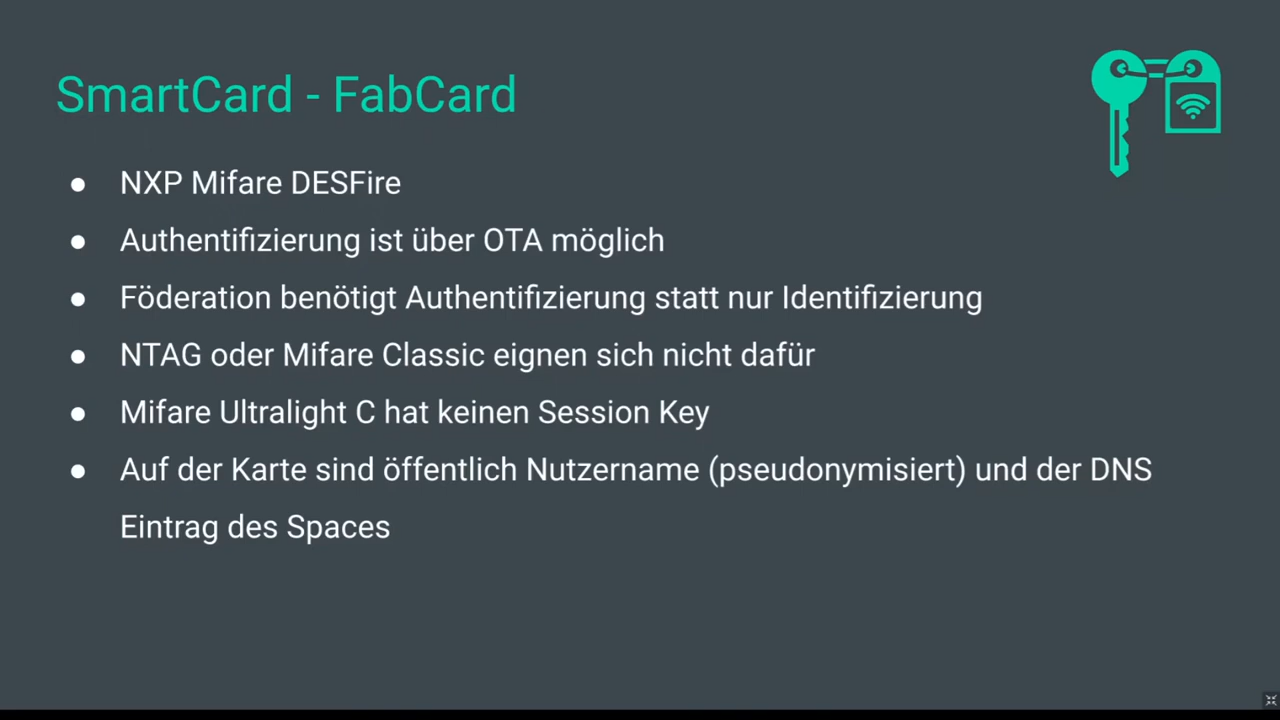 SmartCard - FabCard
● NXP Mifare DESFire
● Authentifizierung ist über OTA möglich
● Föderation benötigt Authentifizierung statt nur Identifizierung
● NTAG oder Mifare Classic eignen sich nicht dafür
● Mifare Ultralight C hat keinen Session Key
● Auf der Karte sind öffentlich Nutzername (pseudonymisiert) und der DNS
Eintrag des Spaces